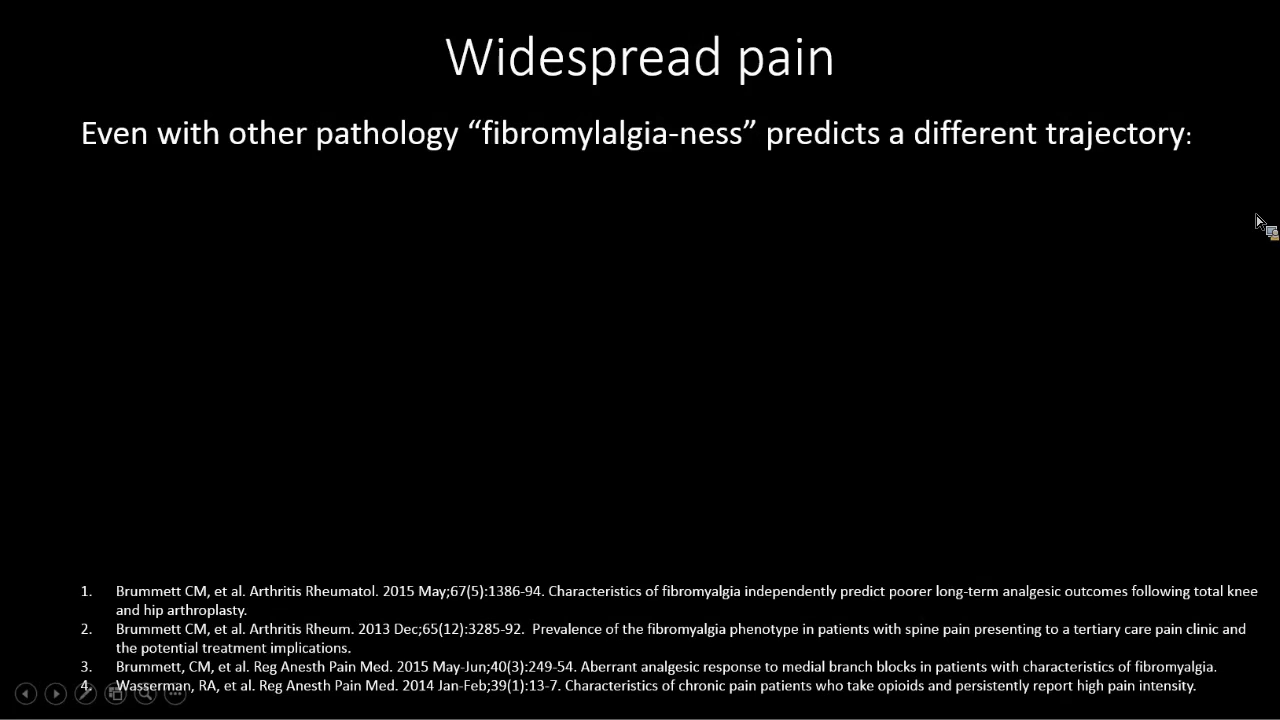 Widespread pain
Even with other pathology “fibromylalgia-ness” predicts a different trajectory:
1. Brummett CM, et al. Arthritis Rheumatol. 2015 May;67(5):1386-94. Characteristics of fibromyalgia independently predict poorer long-term analgesic outcomes following total knee
and hip arthroplasty.
2. Brummett CM, et al. Arthritis Rheum. 2013 Dec;65(12):3285-92. Prevalence of the fibromyalgia phenotype in patients with spine pain presenting to a tertiary care pain clinic and
the potential treatment implications.
3. Brummett, CM, et al. Reg Anesth Pain Med. 2015 May-Jun;40(3):249-54. Aberrant analgesic response to medial branch blocks in patients with characteristics of fibromyalgia.
4. Wasserman, RA, et al. Reg Anesth Pain Med. 2014 Jan-Feb;39(1):13-7. Characteristics of chronic pain patients who take opioids and persistently report high pain intensity.